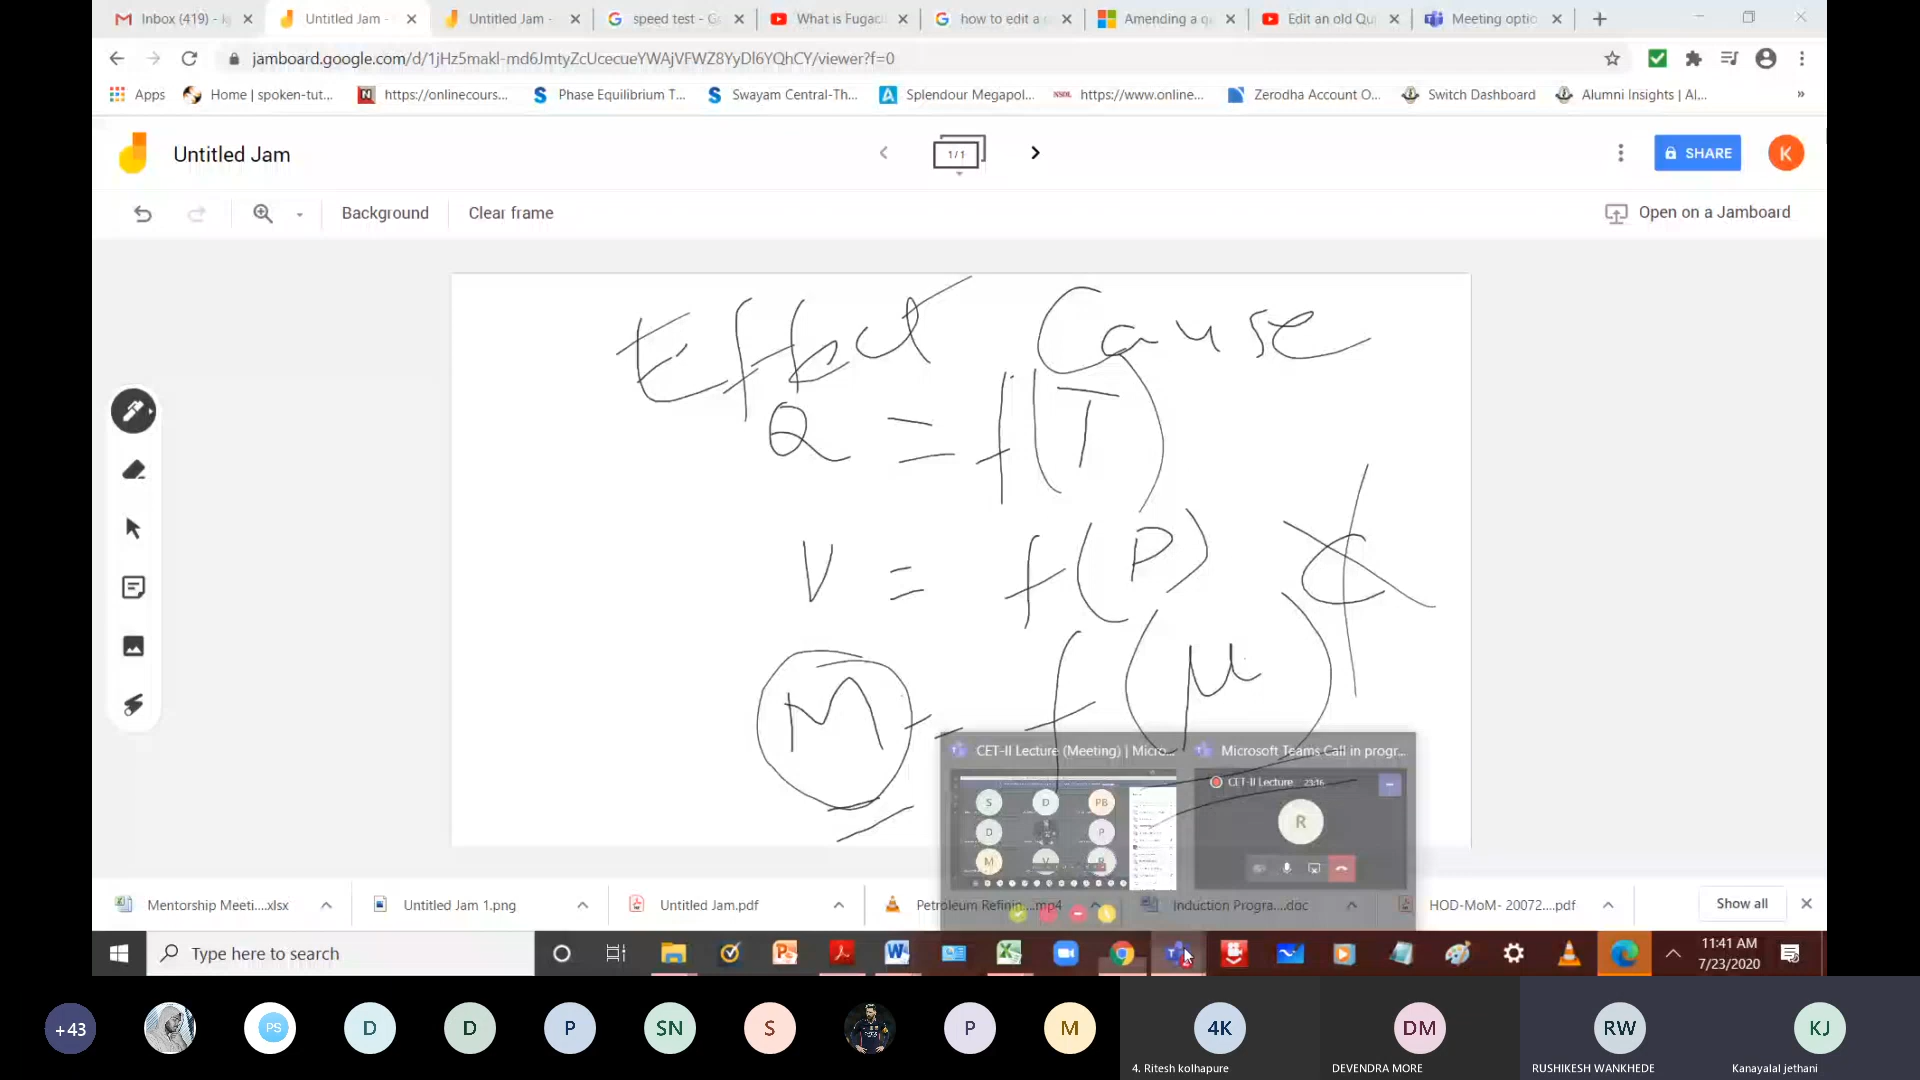 Inbox (419) -
Untitled Jam -
Untitled Jam -
speed test - G
What is Fugaci
how to edit a
Amending a q
Edit an old Qu
Meeting optio
jamboard.google.com/d/1jHz5makl-md6JmtyZcUcecueYWAjVFWZ8YyDl6YQhCY/viewer?f=0
Apps
Home | spoken-tut...
https://onlinecours...
Phase Equilibrium T...
Swayam Central-Th...
Splendour Megapol...
https://www.online...
Zerodha Account O...
Switch Dashboard
Alumni Insights | Al...
Untitled Jam
1/1
SHARE
K
Background
Clear frame
Open on a Jamboard
Effect Cause
Q = f(T)
V = f(P)
M = f(μ)
CET-II Lecture (Meeting) | Micro...
Microsoft Teams Call in progr...
S D PB
CET-II Lecture 23:16
D P
R
M V
Mentorship Meeti....xlsx
Untitled Jam 1.png
Untitled Jam.pdf
Petroleum Refinin....mp4
Induction Progra....doc
HOD-MoM- 20072....pdf
Show all
Type here to search
11:41 AM
7/23/2020
+43
PS
D
D
P
SN
S
P
M
4K
DM
RW
KJ
4. Ritesh kolhapure
DEVENDRA MORE
RUSHIKESH WANKHEDE
Kanayalal jethani